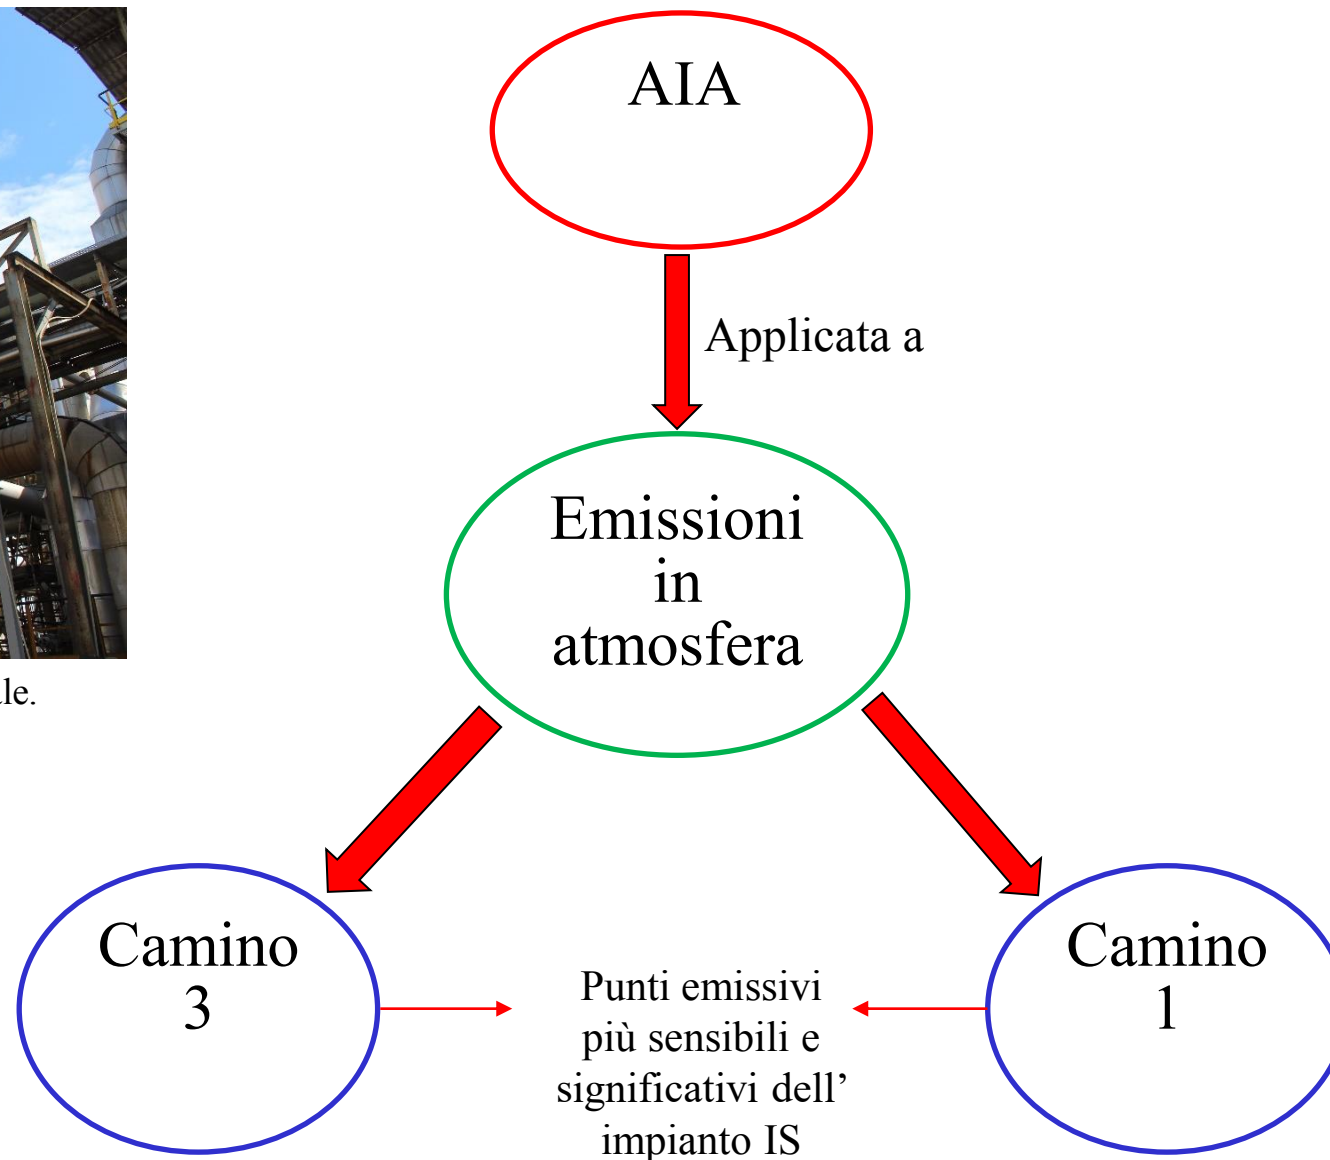 AIA
Applicata a
Emissioni
in
atmosfera
Camino
3
Punti emissivi
più sensibili e
significativi dell’
impianto IS
Camino
1